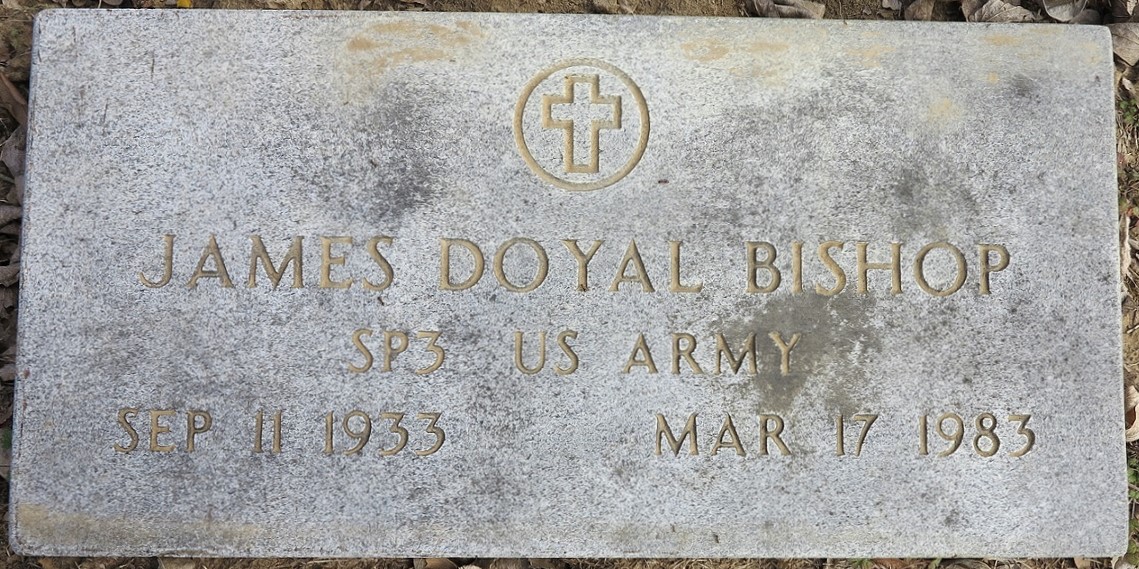 JAMES DOYAL BISHOP
SP3 US ARMY
SEP 11 1933 MAR 17 1983